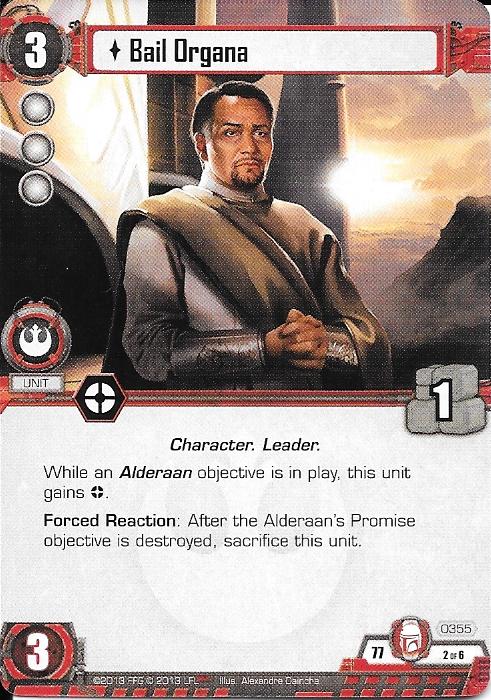 3
Bail Organa
UNIT
1
Character. Leader.
While an Alderaan objective is in play, this unit
gains .
Forced Reaction: After the Alderaan's Promise
objective is destroyed, sacrifice this unit.
0355
3
77
2 OF 6
©2013 FFG © 2013 LFL Illus. Alexandre Dainche